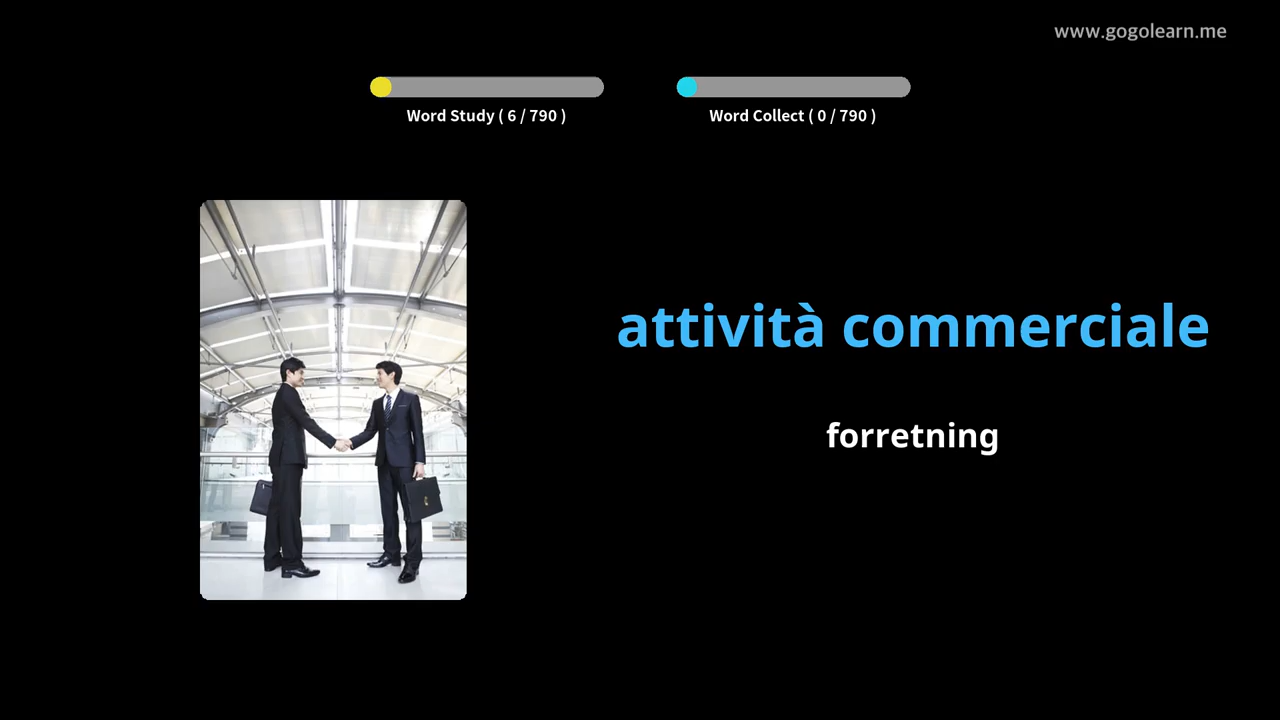 www.gogolearn.me
Word Study ( 6 / 790 )
Word Collect ( 0 / 790 )
attività commerciale
forretning